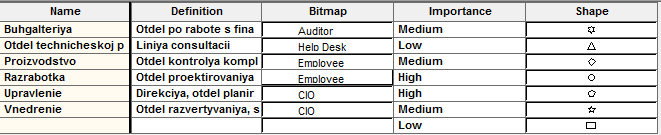 Name Definition Bitmap Importance Shape
Buhgalteriya Otdel po rabote s fina Auditor Medium
Otdel technicheskoj p Liniya consultacii Help Desk Low
Proizvodstvo Otdel kontrolya kompl Employee Medium
Razrabotka Otdel proektirovaniya Employee High
Upravlenie Direkciya, otdel planir CIO High
Vnedrenie Otdel razvertyvaniya, s CIO Medium
Low